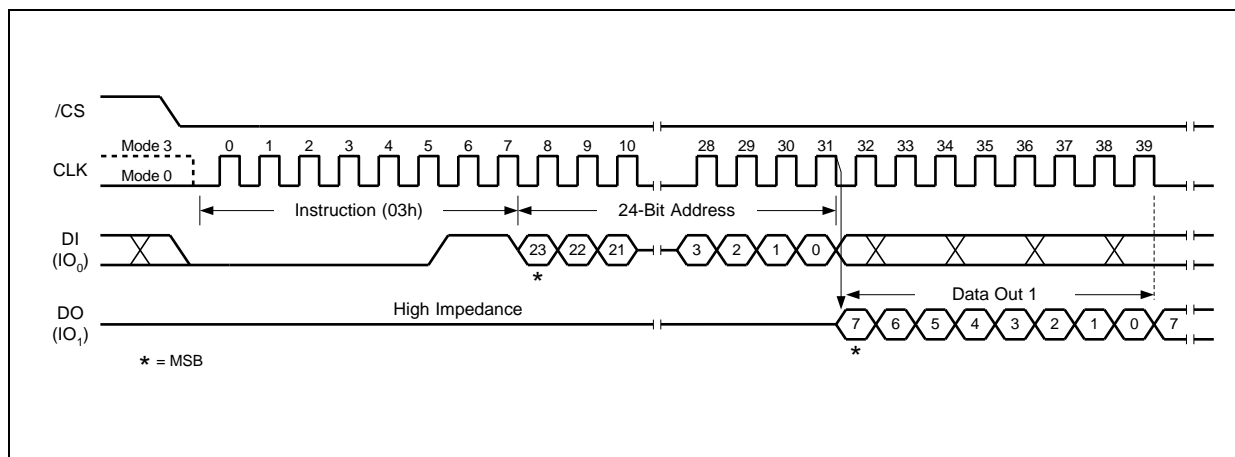 /CS
Mode 3
0 1 2 3 4 5 6 7 8 9 10 28 29 30 31 32 33 34 35 36 37 38 39
CLK
Mode 0
Instruction (03h)
24-Bit Address
DI
(IO0)
23 22 21 3 2 1 0
*
Data Out 1
High Impedance
DO
(IO1)
7 6 5 4 3 2 1 0 7
*
* = MSB